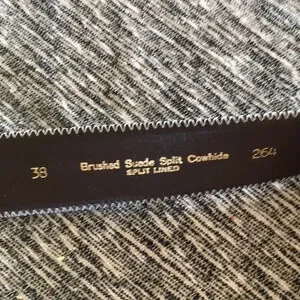 38 Brushed Suede Split Cowhide 264
SPLIT LINED